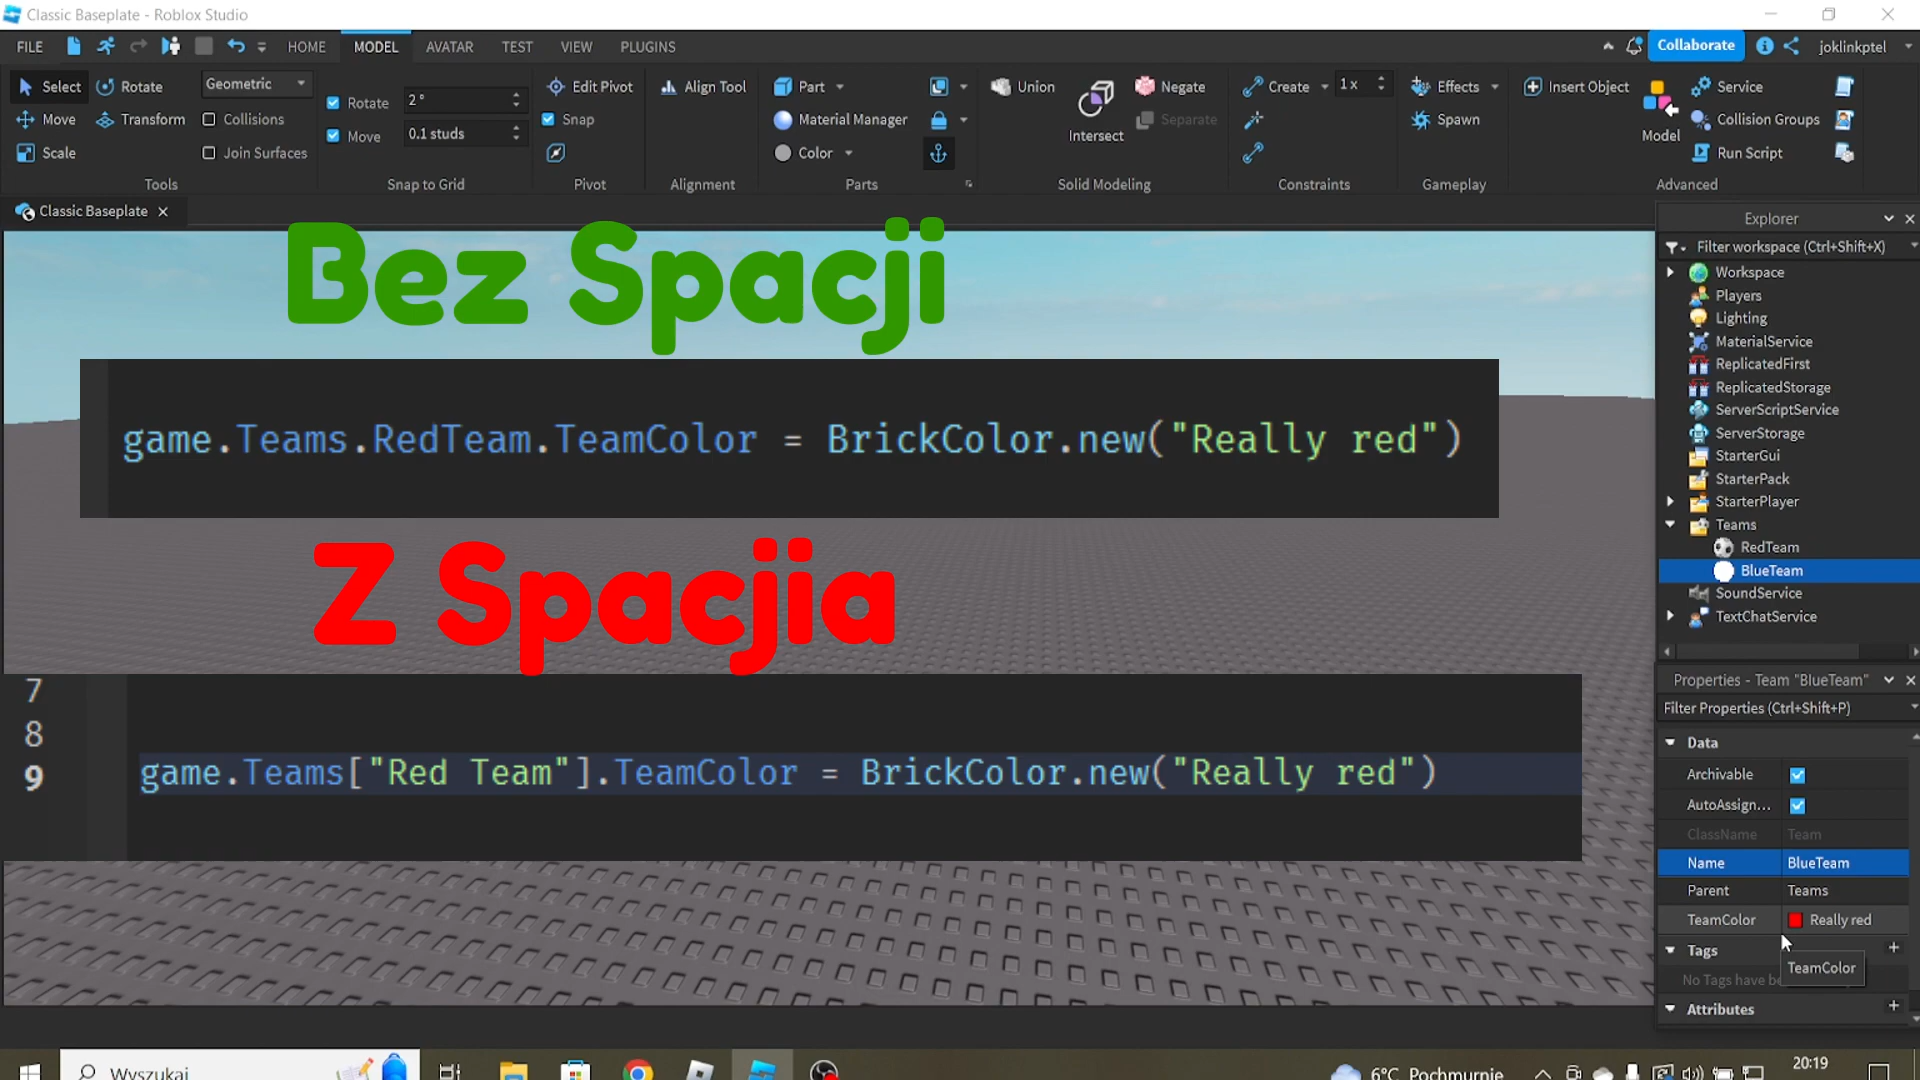 Classic Baseplate - Roblox Studio
FILE HOME MODEL AVATAR TEST VIEW PLUGINS Collaborate joklinkptel
Select Rotate Geometric Rotate 2 ° Edit Pivot Align Tool Part Union Negate Create 1 x Effects Insert Object Service
Move Transform Collisions Move 0.1 studs Snap Material Manager Intersect Separate Spawn Model Collision Groups
Scale Join Surfaces Color Run Script
Tools Snap to Grid Pivot Alignment Parts Solid Modeling Constraints Gameplay Advanced
Classic Baseplate
Bez Spacji
game.Teams.RedTeam.TeamColor = BrickColor.new("Really red")
Z Spacjia
7
8
9 game.Teams["Red Team"].TeamColor = BrickColor.new("Really red")
Explorer
Filter workspace (Ctrl+Shift+X)
Workspace
Players
Lighting
MaterialService
ReplicatedFirst
ReplicatedStorage
ServerScriptService
ServerStorage
StarterGui
StarterPack
StarterPlayer
Teams
RedTeam
BlueTeam
SoundService
TextChatService
Properties - Team "BlueTeam"
Filter Properties (Ctrl+Shift+P)
Data
Archivable
AutoAssign...
ClassName Team
Name BlueTeam
Parent Teams
TeamColor Really red
Tags
TeamColor
No Tags have be
Attributes
Wyszukaj
6°C Pochmurnie
20:19